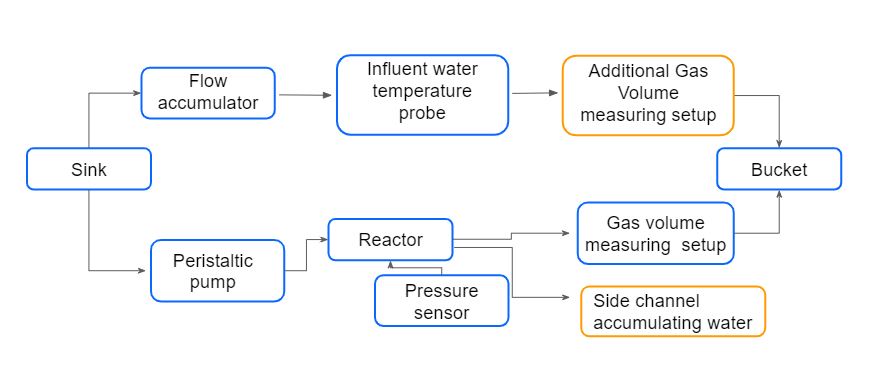 Flow
accumulator
Influent water
temperature
probe
Additional Gas
Volume
measuring setup
Sink
Bucket
Peristaltic
pump
Reactor
Gas volume
measuring setup
Pressure
sensor
Side channel
accumulating water